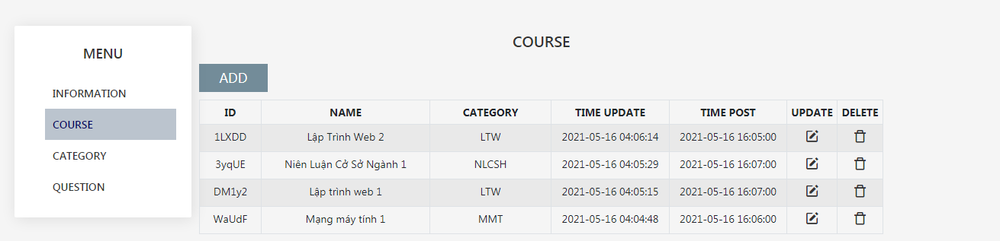 MENU
INFORMATION
COURSE
CATEGORY
QUESTION
COURSE
ADD
ID NAME CATEGORY TIME UPDATE TIME POST UPDATE DELETE
1LXDD Lập Trình Web 2 LTW 2021-05-16 04:06:14 2021-05-16 16:05:00
3yqUE Niên Luận Cở Sở Ngành 1 NLCSH 2021-05-16 04:05:29 2021-05-16 16:07:00
DM1y2 Lập trình web 1 LTW 2021-05-16 04:05:15 2021-05-16 16:07:00
WaUdF Mạng máy tính 1 MMT 2021-05-16 04:04:48 2021-05-16 16:06:00